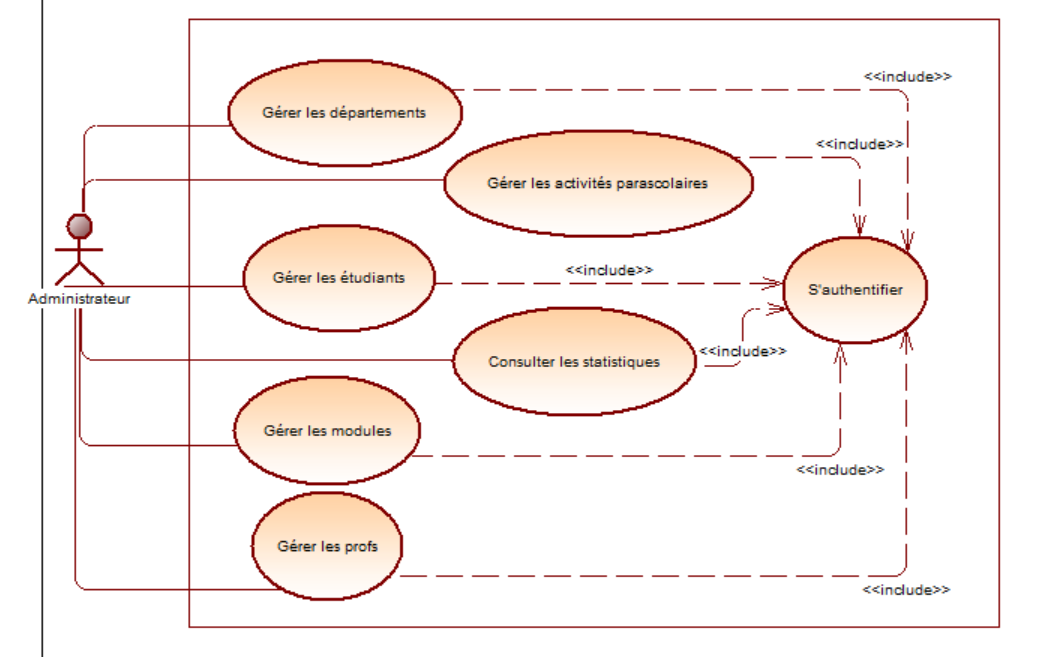 <<include>>
Gérer les départements
<<include>>
Gérer les activités parascolaires
<<include>>
Gérer les étudiants
S'authentifier
Administrateur
<<include>>
Consulter les statistiques
Gérer les modules
<<include>>
Gérer les profs
<<include>>